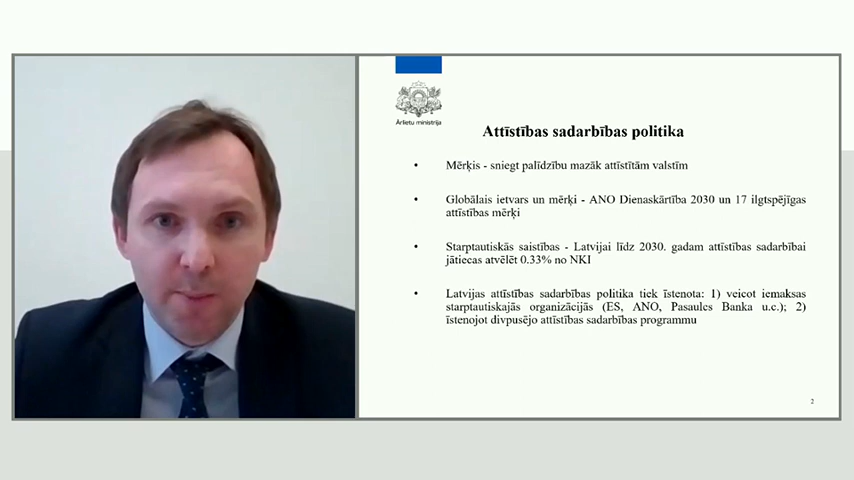 Ārlietu ministrija
Attīstības sadarbības politika
• Mērķis - sniegt palīdzību mazāk attīstītām valstīm
• Globālais ietvars un mērķi - ANO Dienaskārtība 2030 un 17 ilgtspējīgas
attīstības mērķi
• Starptautiskās saistības - Latvijai līdz 2030. gadam attīstības sadarbībai
jātiecas atvēlēt 0.33% no NKI
• Latvijas attīstības sadarbības politika tiek īstenota: 1) veicot iemaksas
starptautiskajās organizācijās (ES, ANO, Pasaules Banka u.c.); 2)
īstenojot divpusējo attīstības sadarbības programmu
2